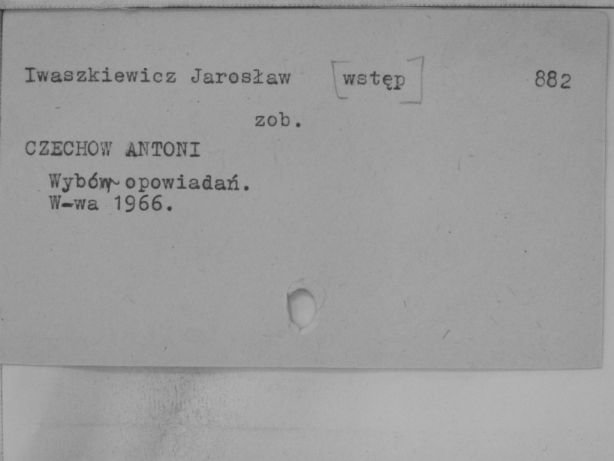 Iwaszkiewicz Jarosław [wstęp] 882
zob.
CZECHOW ANTONI
Wybór opowiadań.
W-wa 1966.